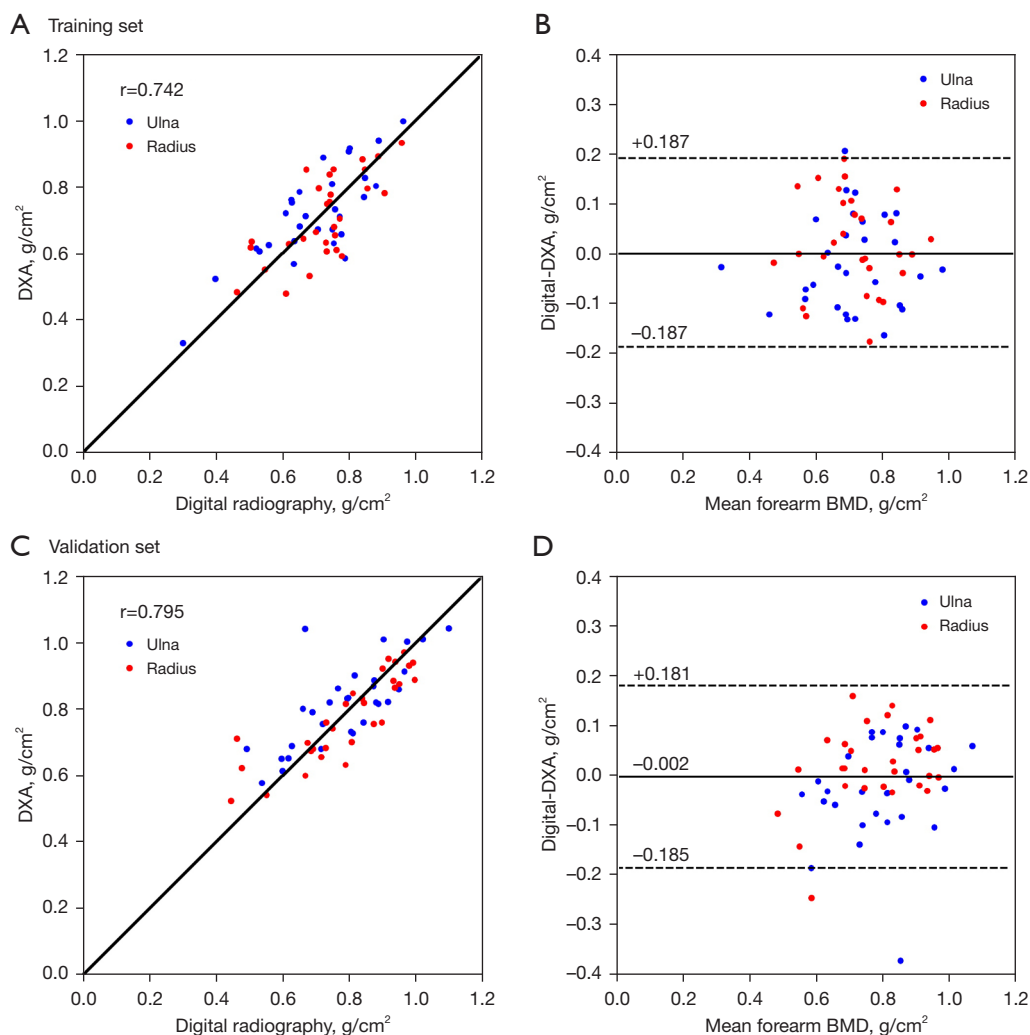 A Training set
1.2
1.0
0.8
0.6
0.4
0.2
0.0
DXA, g/cm²
r=0.742
Ulna
Radius
0.0 0.2 0.4 0.6 0.8 1.0 1.2
Digital radiography, g/cm²
B
0.4
0.3
0.2
0.1
0.0
−0.1
−0.2
−0.3
−0.4
Digital-DXA, g/cm²
Ulna
Radius
+0.187
−0.187
0.0 0.2 0.4 0.6 0.8 1.0 1.2
Mean forearm BMD, g/cm²
C Validation set
1.2
1.0
0.8
0.6
0.4
0.2
0.0
DXA, g/cm²
r=0.795
Ulna
Radius
0.0 0.2 0.4 0.6 0.8 1.0 1.2
Digital radiography, g/cm²
D
0.4
0.3
0.2
0.1
0.0
−0.1
−0.2
−0.3
−0.4
Digital-DXA, g/cm²
Ulna
Radius
+0.181
−0.002
−0.185
0.0 0.2 0.4 0.6 0.8 1.0 1.2
Mean forearm BMD, g/cm²